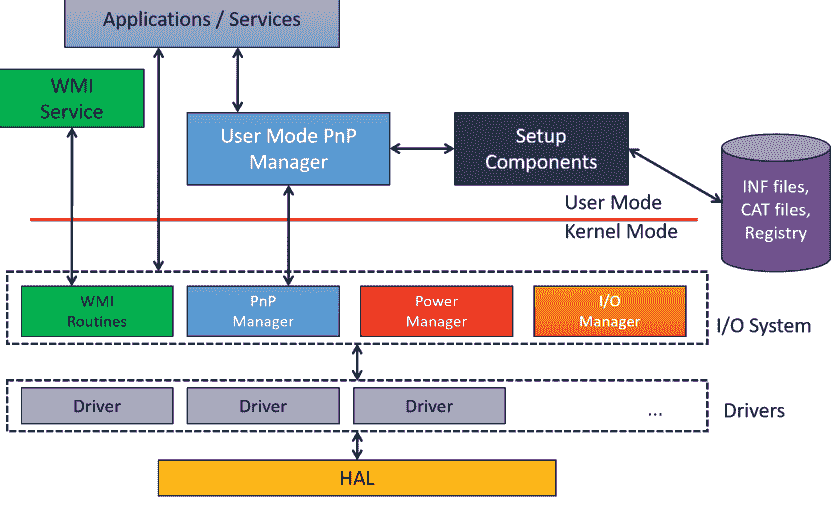 Applications / Services
WMI
Service
User Mode PnP
Manager
Setup
Components
INF files,
CAT files,
Registry
User Mode
Kernel Mode
WMI
Routines
PnP
Manager
Power
Manager
I/O
Manager
I/O System
Driver
Driver
Driver
...
Drivers
HAL